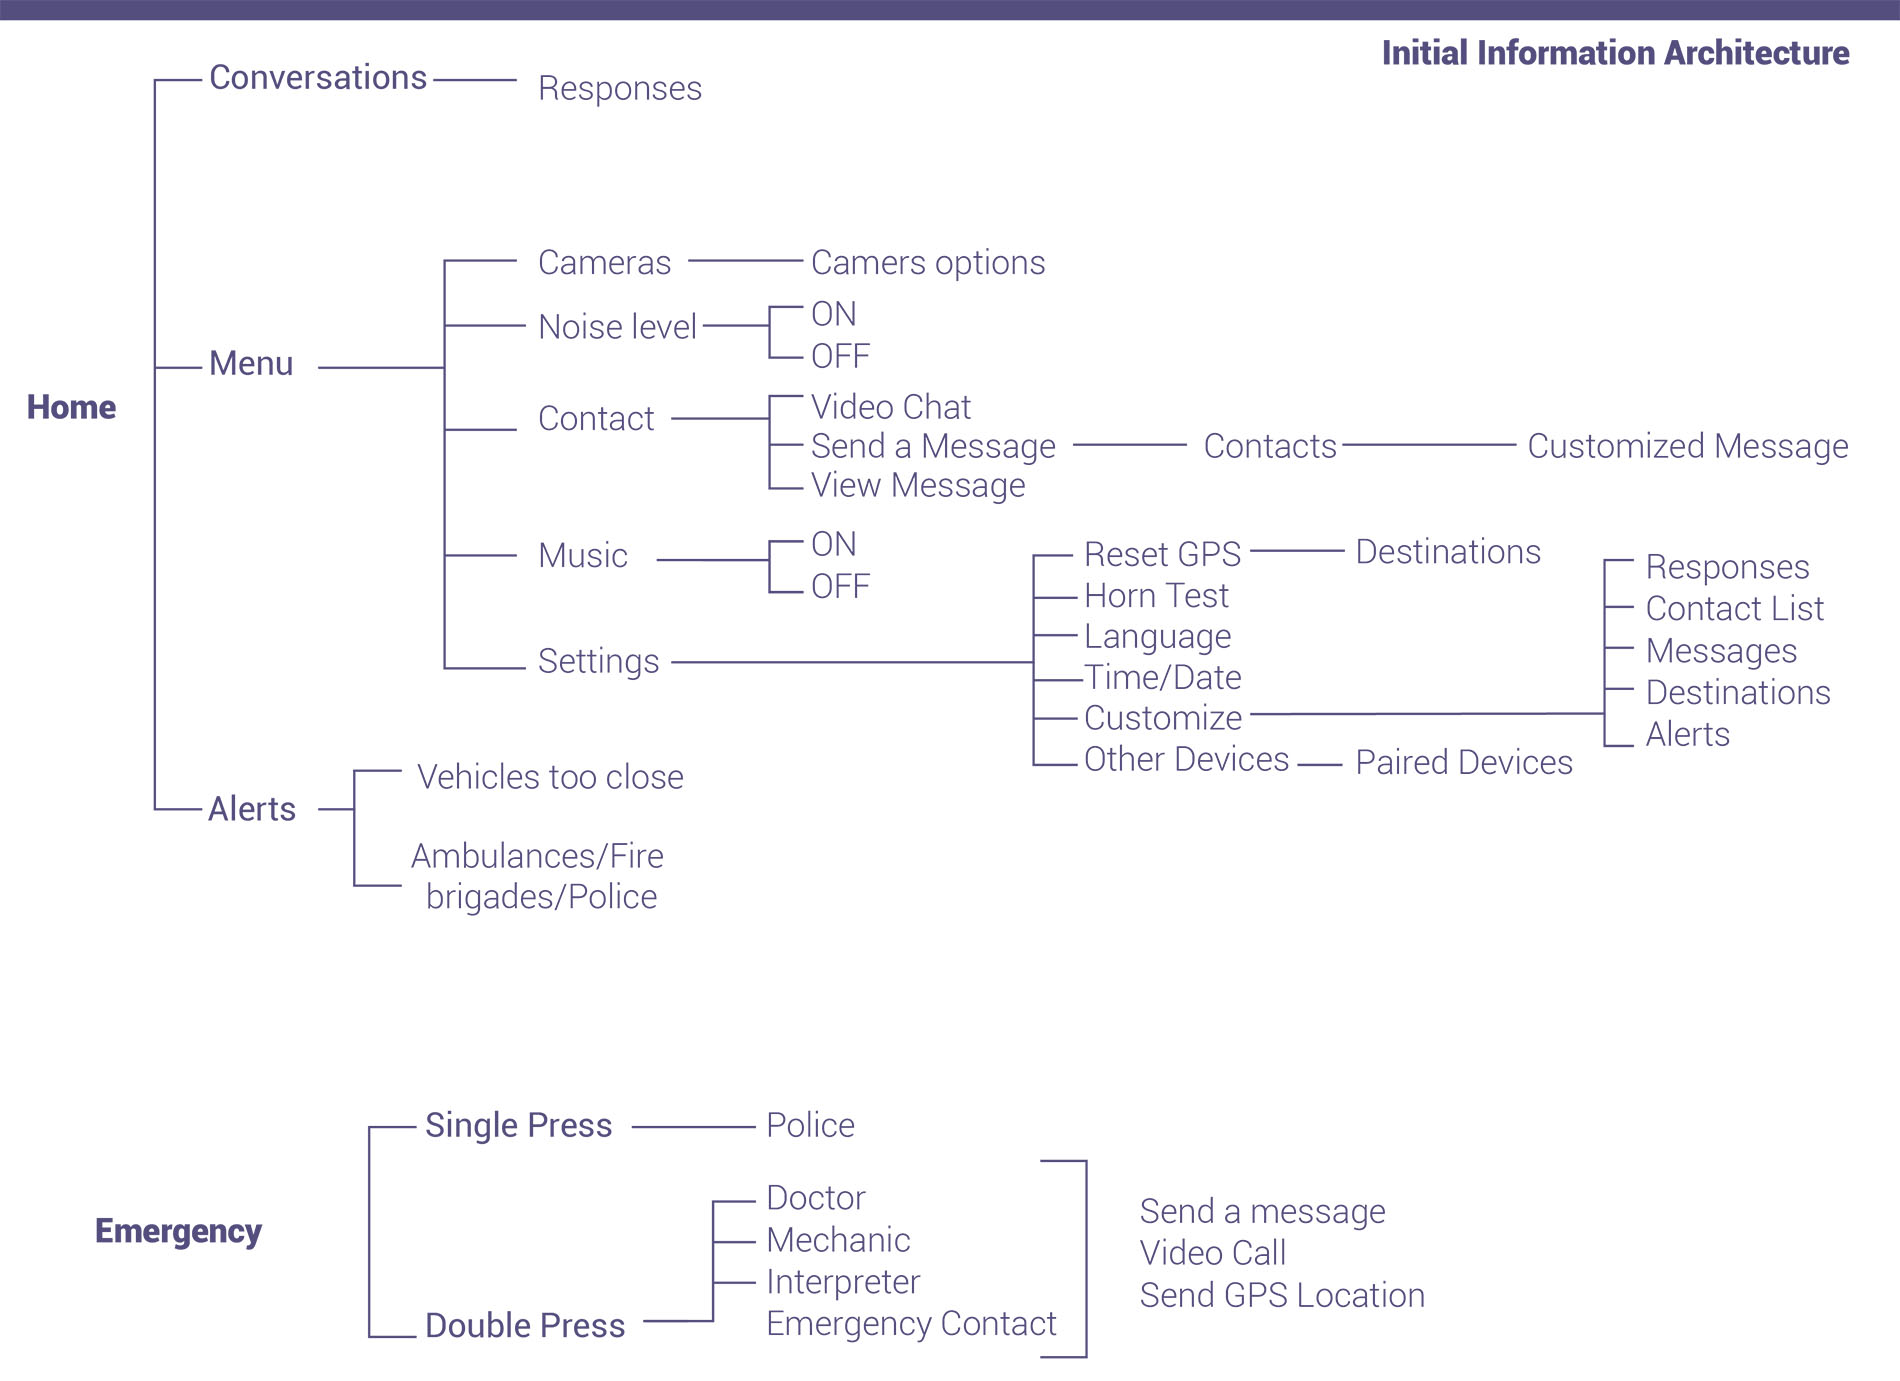 Initial Information Architecture
Home
Conversations
Responses
Menu
Cameras
Camers options
Noise level
ON
OFF
Contact
Video Chat
Send a Message
Contacts
Customized Message
View Message
Music
ON
OFF
Settings
Reset GPS
Destinations
Horn Test
Language
Time/Date
Customize
Responses
Contact List
Messages
Destinations
Alerts
Other Devices
Paired Devices
Alerts
Vehicles too close
Ambulances/Fire
brigades/Police
Emergency
Single Press
Police
Double Press
Doctor
Mechanic
Interpreter
Emergency Contact
Send a message
Video Call
Send GPS Location